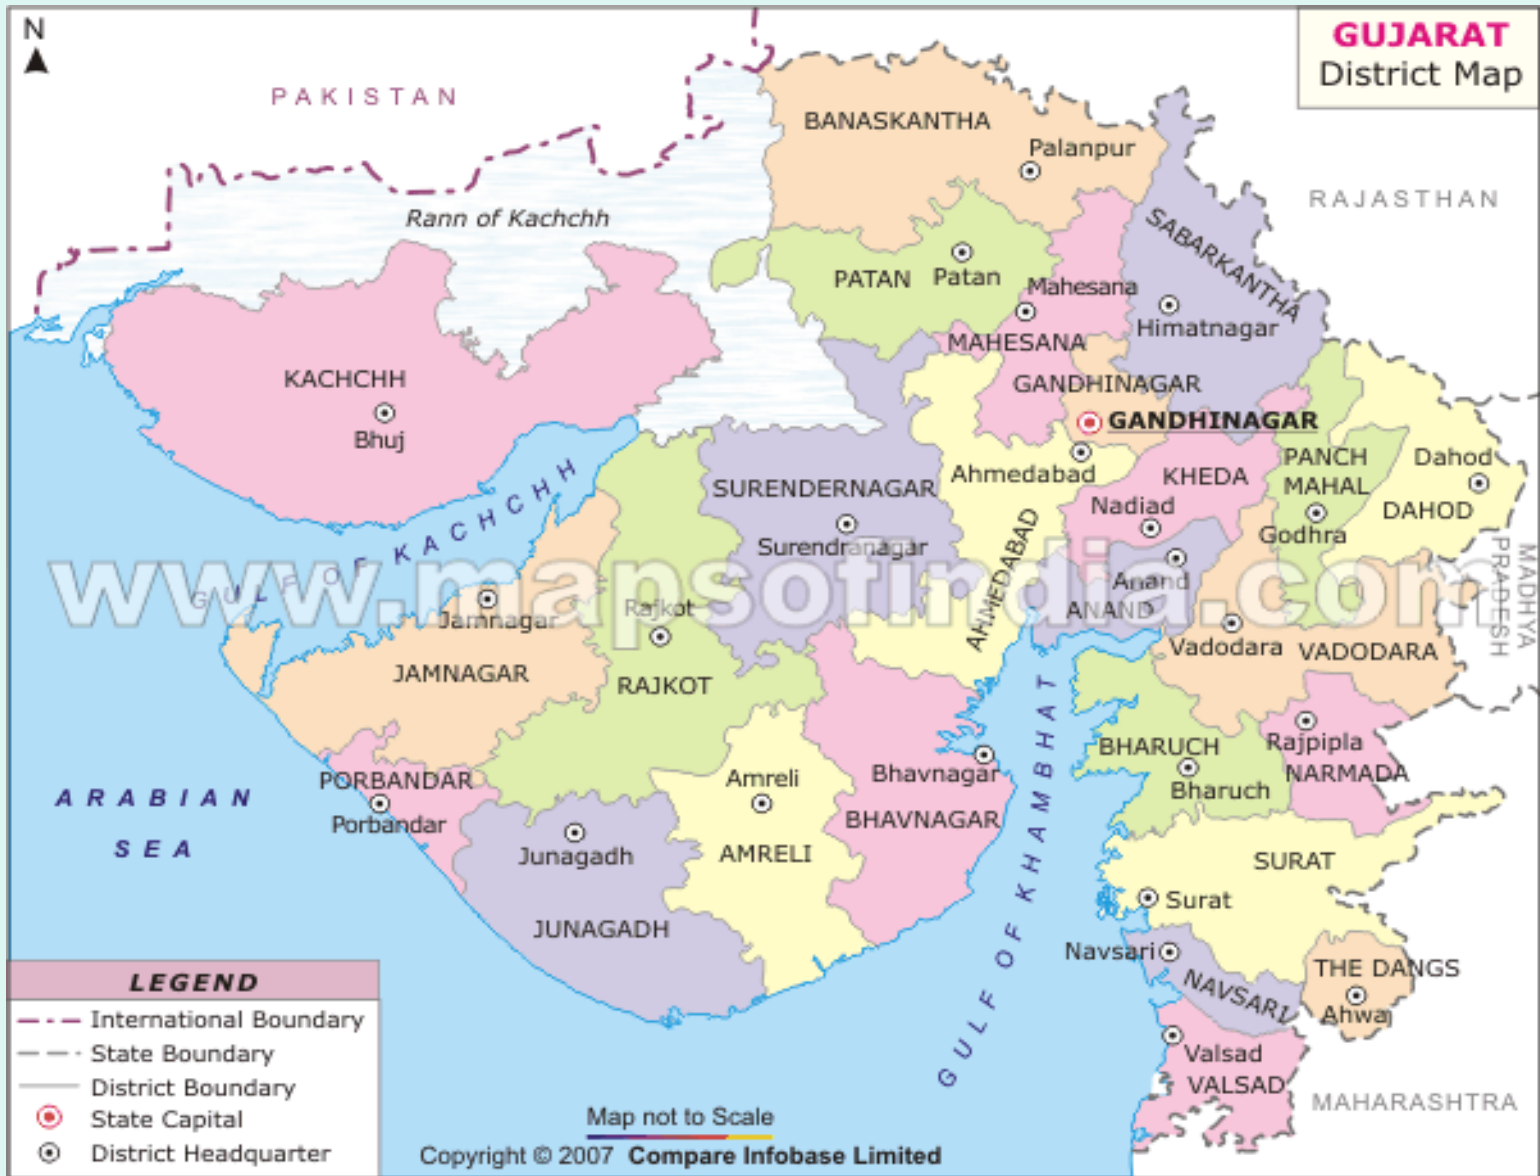 N
GUJARAT
District Map
PAKISTAN
BANASKANTHA
Palanpur
RAJASTHAN
Rann of Kachchh
SABARKANTHA
PATAN
Patan
Mahesana
Himatnagar
MAHESANA
KACHCHH
Bhuj
GANDHINAGAR
GANDHINAGAR
Ahmedabad
KHEDA
PANCH
MAHAL
Dahod
DAHOD
SURENDERNAGAR
Surendranagar
Nadiad
Godhra
GULF OF KACHCHH
AHMEDABAD
Anand
ANAND
MADHYA
PRADESH
www.mapsofindia.com
Jamnagar
JAMNAGAR
Rajkot
RAJKOT
Vadodara
VADODARA
GULF OF KHAMBHAT
BHARUCH
Bharuch
Rajpipla
NARMADA
PORBANDAR
Porbandar
Amreli
AMRELI
Bhavnagar
BHAVNAGAR
ARABIAN
SEA
Junagadh
JUNAGADH
SURAT
Surat
Navsari
NAVSARI
THE DANGS
Ahwa
Valsad
VALSAD
MAHARASHTRA
LEGEND
International Boundary
State Boundary
District Boundary
State Capital
District Headquarter
Map not to Scale
Copyright © 2007 Compare Infobase Limited